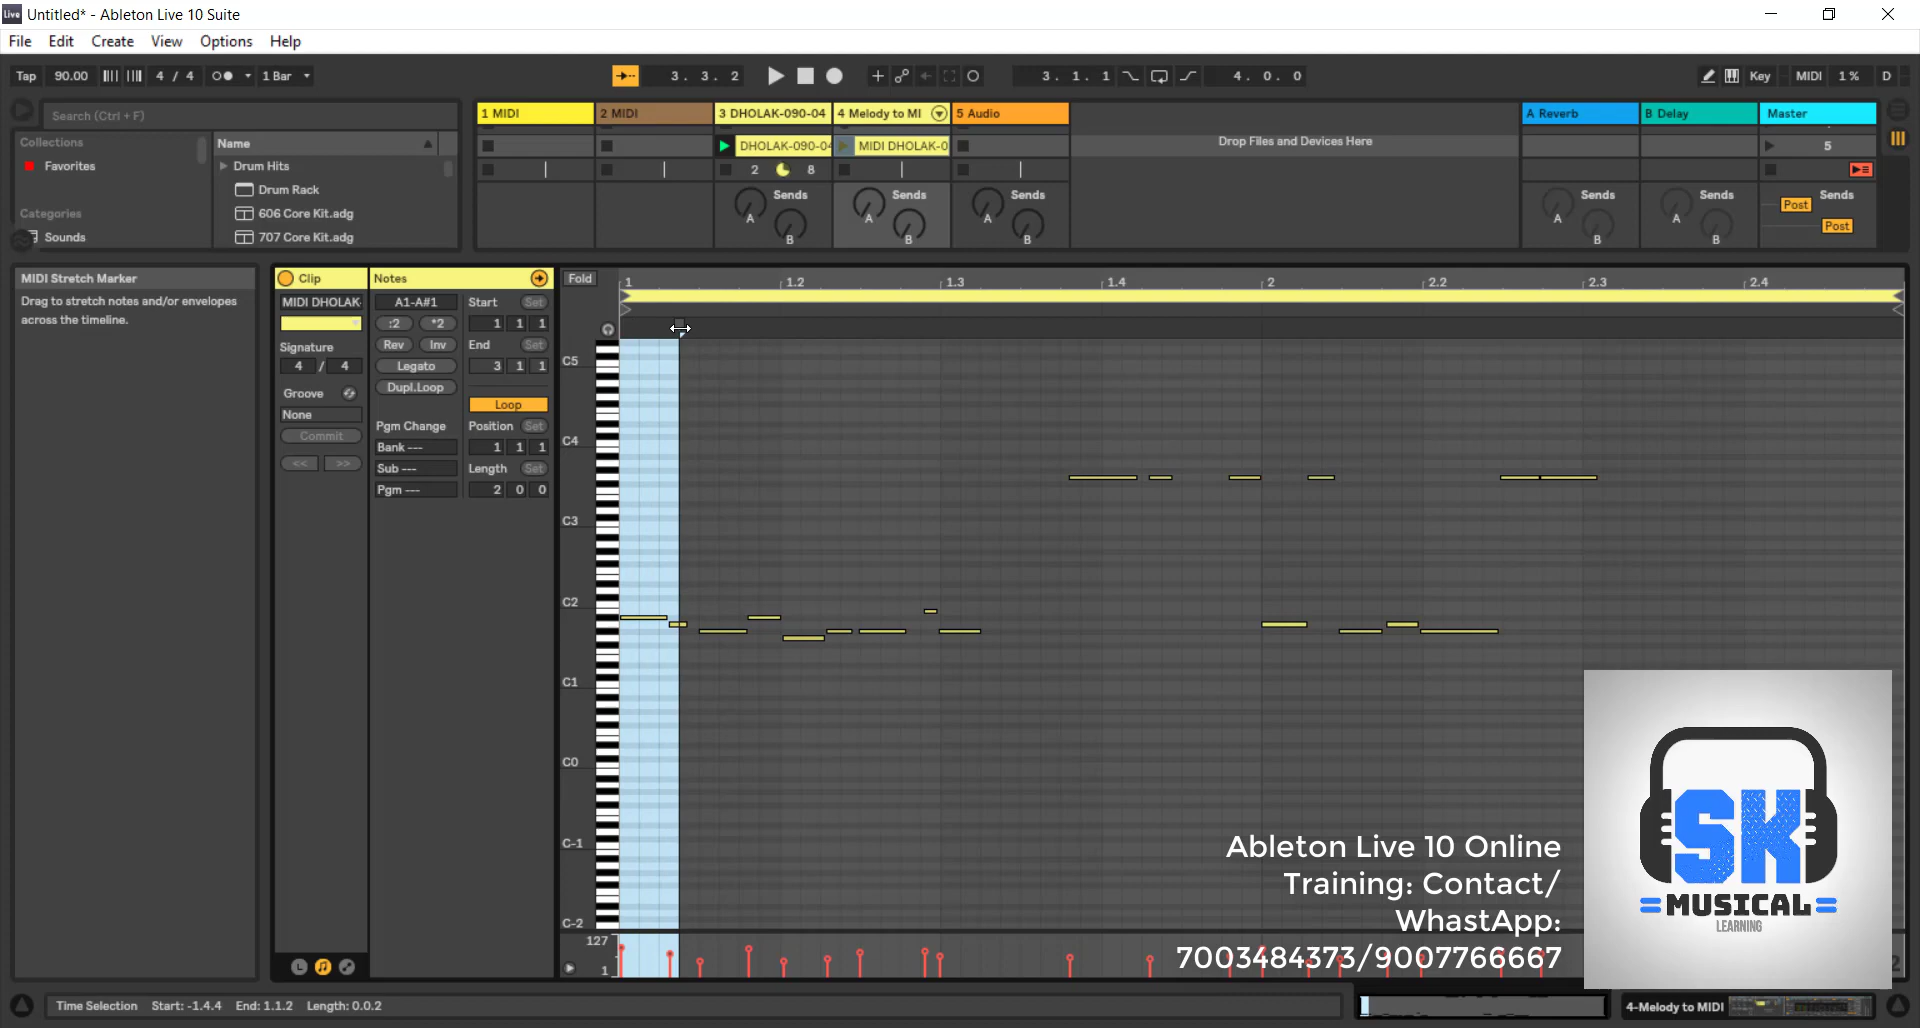 Untitled* - Ableton Live 10 Suite
File Edit Create View Options Help
Tap 90.00 4 / 4 1 Bar 3. 3. 2 3. 1. 1 4. 0. 0 Key MIDI 1 % D
Search (Ctrl + F)
Collections
Favorites
Categories
Sounds
Name
Drum Hits
Drum Rack
606 Core Kit.adg
707 Core Kit.adg
1 MIDI 2 MIDI 3 DHOLAK-090-04 4 Melody to MI 5 Audio A Reverb B Delay Master
DHOLAK-090-04 MIDI DHOLAK-0 Drop Files and Devices Here 5
2 8
Sends Sends Sends Sends Sends Sends
A A A A A Post
B B B B B Post
MIDI Stretch Marker
Drag to stretch notes and/or envelopes
across the timeline.
Clip
MIDI DHOLAK-
Signature
4 / 4
Groove
None
Commit
<< >>
Notes
A1-A#1
:2 *2
Rev Inv
Legato
Dupl.Loop
Pgm Change
Bank ---
Sub ---
Pgm ---
Start Set
1 1 1
End Set
3 1 1
Loop
Position Set
1 1 1
Length Set
2 0 0
Fold 1 1.2 1.3 1.4 2 2.2 2.3 2.4
C5
C4
C3
C2
C1
C0
C-1
C-2
127
1
Ableton Live 10 Online
Training: Contact/
WhastApp:
7003484373/9007766667
SK
MUSICAL
LEARNING
Time Selection Start: -1.4.4 End: 1.1.2 Length: 0.0.2
4-Melody to MIDI